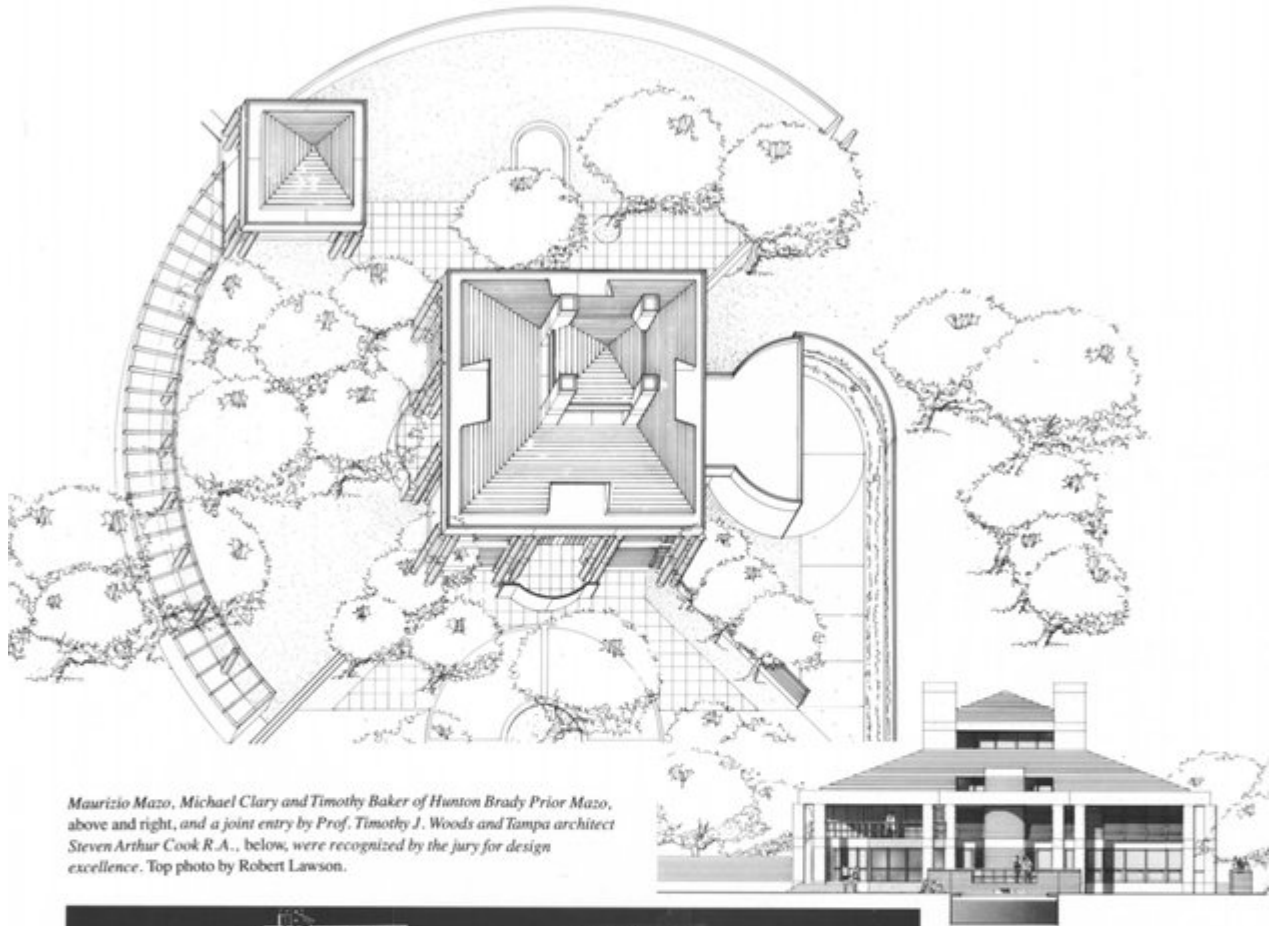 Maurizio Mazo, Michael Clary and Timothy Baker of Hunton Brady Prior Mazo,
above and right, and a joint entry by Prof. Timothy J. Woods and Tampa architect
Steven Arthur Cook R.A., below, were recognized by the jury for design
excellence. Top photo by Robert Lawson.